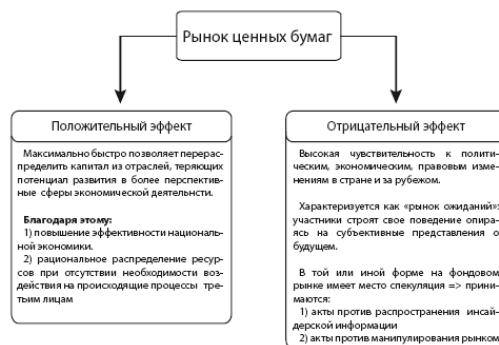 Рынок ценных бумаг
Положительный эффект
Максимально быстро позволяет перерас-
пределить капитал из отраслей, теряющих
потенциал развития в более перспектив-
ные сферы экономической деятельнсти.
Благодаря этому:
1) повышение эффективности националь-
ной экономики.
2) рациональное распределение ресур-
сов при отсутствии необходимости воз-
действия на происходящие процессы тре-
тьим лицам
Отрицательный эффект
Высокая чувствительность к полити-
ческим, экономическим, правовым изме-
нениям в стране и за рубежом.
Характеризуется как «рынок ожиданий»:
участники строят свое поведение опира-
ясь на субъективные представления о
будущем.
В той или иной форме на фондовом
рынке имеет место спекуляция => прини-
маются:
1) акты против распространения инсай-
дерской информации
2) акты против манипулирования рынком